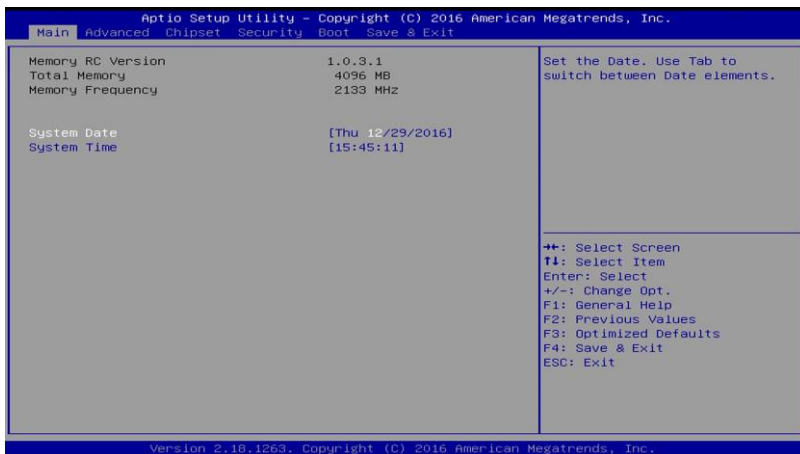 Aptio Setup Utility – Copyright (C) 2016 American Megatrends, Inc.
Main Advanced Chipset Security Boot Save & Exit
Memory RC Version 1.0.3.1
Total Memory 4096 MB
Memory Frequency 2133 MHz
System Date [Thu 12/29/2016]
System Time [15:45:11]
Set the Date. Use Tab to
switch between Date elements.
→←: Select Screen
↑↓: Select Item
Enter: Select
+/-: Change Opt.
F1: General Help
F2: Previous Values
F3: Optimized Defaults
F4: Save & Exit
ESC: Exit
Version 2.18.1263. Copyright (C) 2016 American Megatrends, Inc.